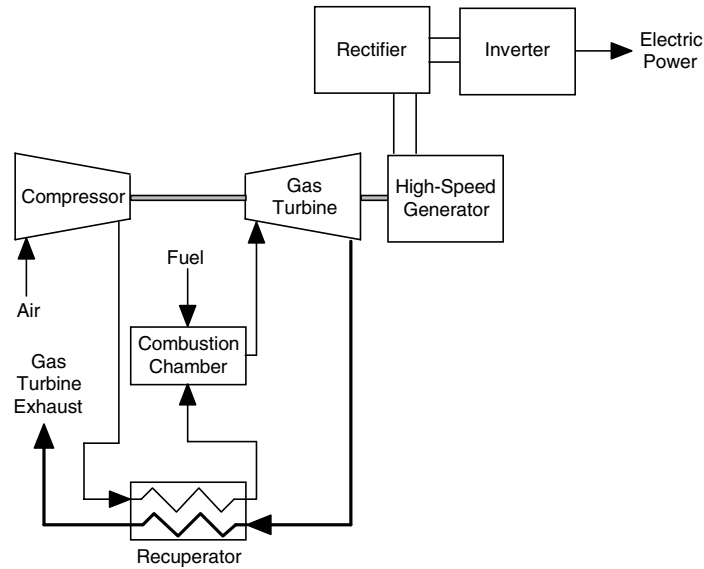 Rectifier
Inverter
Electric
Power
Compressor
Gas
Turbine
High-Speed
Generator
Air
Fuel
Combustion
Chamber
Gas
Turbine
Exhaust
Recuperator